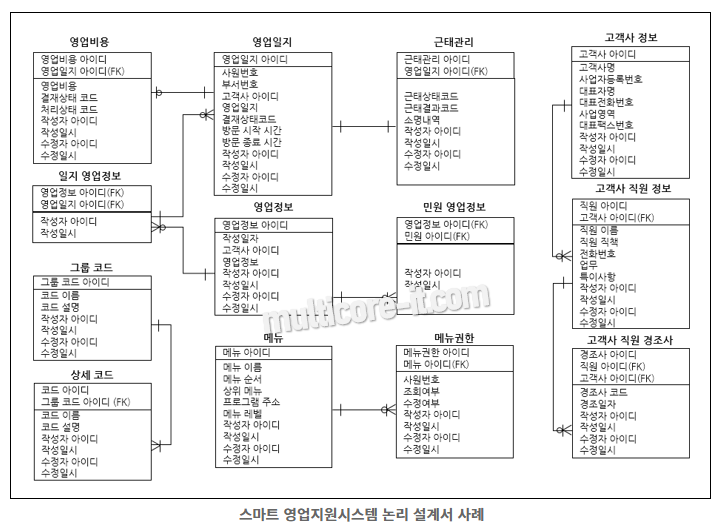 영업비용
영업비용 아이디
영업일지 아이디(FK)
영업비용
결재상태 코드
처리상태 코드
작성자 아이디
작성일시
수정자 아이디
수정일시
영업일지
영업일지 아이디
사원번호
부서번호
고객사 아이디
영업일지
결재상태코드
방문 시작 시간
방문 종료 시간
작성자 아이디
작성일시
수정자 아이디
수정일시
근태관리
근태관리 아이디
영업일지 아이디(FK)
근태상태코드
근태결과코드
소명내역
작성자 아이디
작성일시
수정자 아이디
수정일시
고객사 정보
고객사 아이디
고객사명
사업자등록번호
대표자명
대표전화번호
사업영역
대표팩스번호
작성자 아이디
작성일시
수정자 아이디
수정일시
일지 영업정보
영업정보 아이디(FK)
영업일지 아이디(FK)
작성자 아이디
작성일시
영업정보
영업정보 아이디
작성일자
고객사 아이디
영업정보
작성자 아이디
작성일시
수정자 아이디
수정일시
민원 영업정보
영업정보 아이디(FK)
민원 아이디(FK)
작성자 아이디
작성일시
고객사 직원 정보
직원 아이디
고객사 아이디(FK)
직원 이름
직원 직책
전화번호
업무
특이사항
작성자 아이디
작성일시
수정자 아이디
수정일시
그룹 코드
그룹 코드 아이디
코드 이름
코드 설명
작성자 아이디
작성일시
수정자 아이디
수정일시
상세 코드
코드 아이디
그룹 코드 아이디 (FK)
코드 이름
코드 설명
작성자 아이디
작성일시
수정자 아이디
수정일시
메뉴
메뉴 아이디
메뉴 이름
메뉴 순서
상위 메뉴
프로그램 주소
메뉴 레벨
작성자 아이디
작성일시
수정자 아이디
수정일시
메뉴권한
메뉴권한 아이디
메뉴 아이디(FK)
사원번호
조회여부
수정여부
작성자 아이디
작성일시
수정자 아이디
수정일시
고객사 직원 경조사
경조사 아이디
직원 아이디(FK)
고객사 아이디(FK)
경조사 코드
경조일자
작성자 아이디
작성일시
수정자 아이디
수정일시
multicore-it.com
스마트 영업지원시스템 논리 설계서 사례